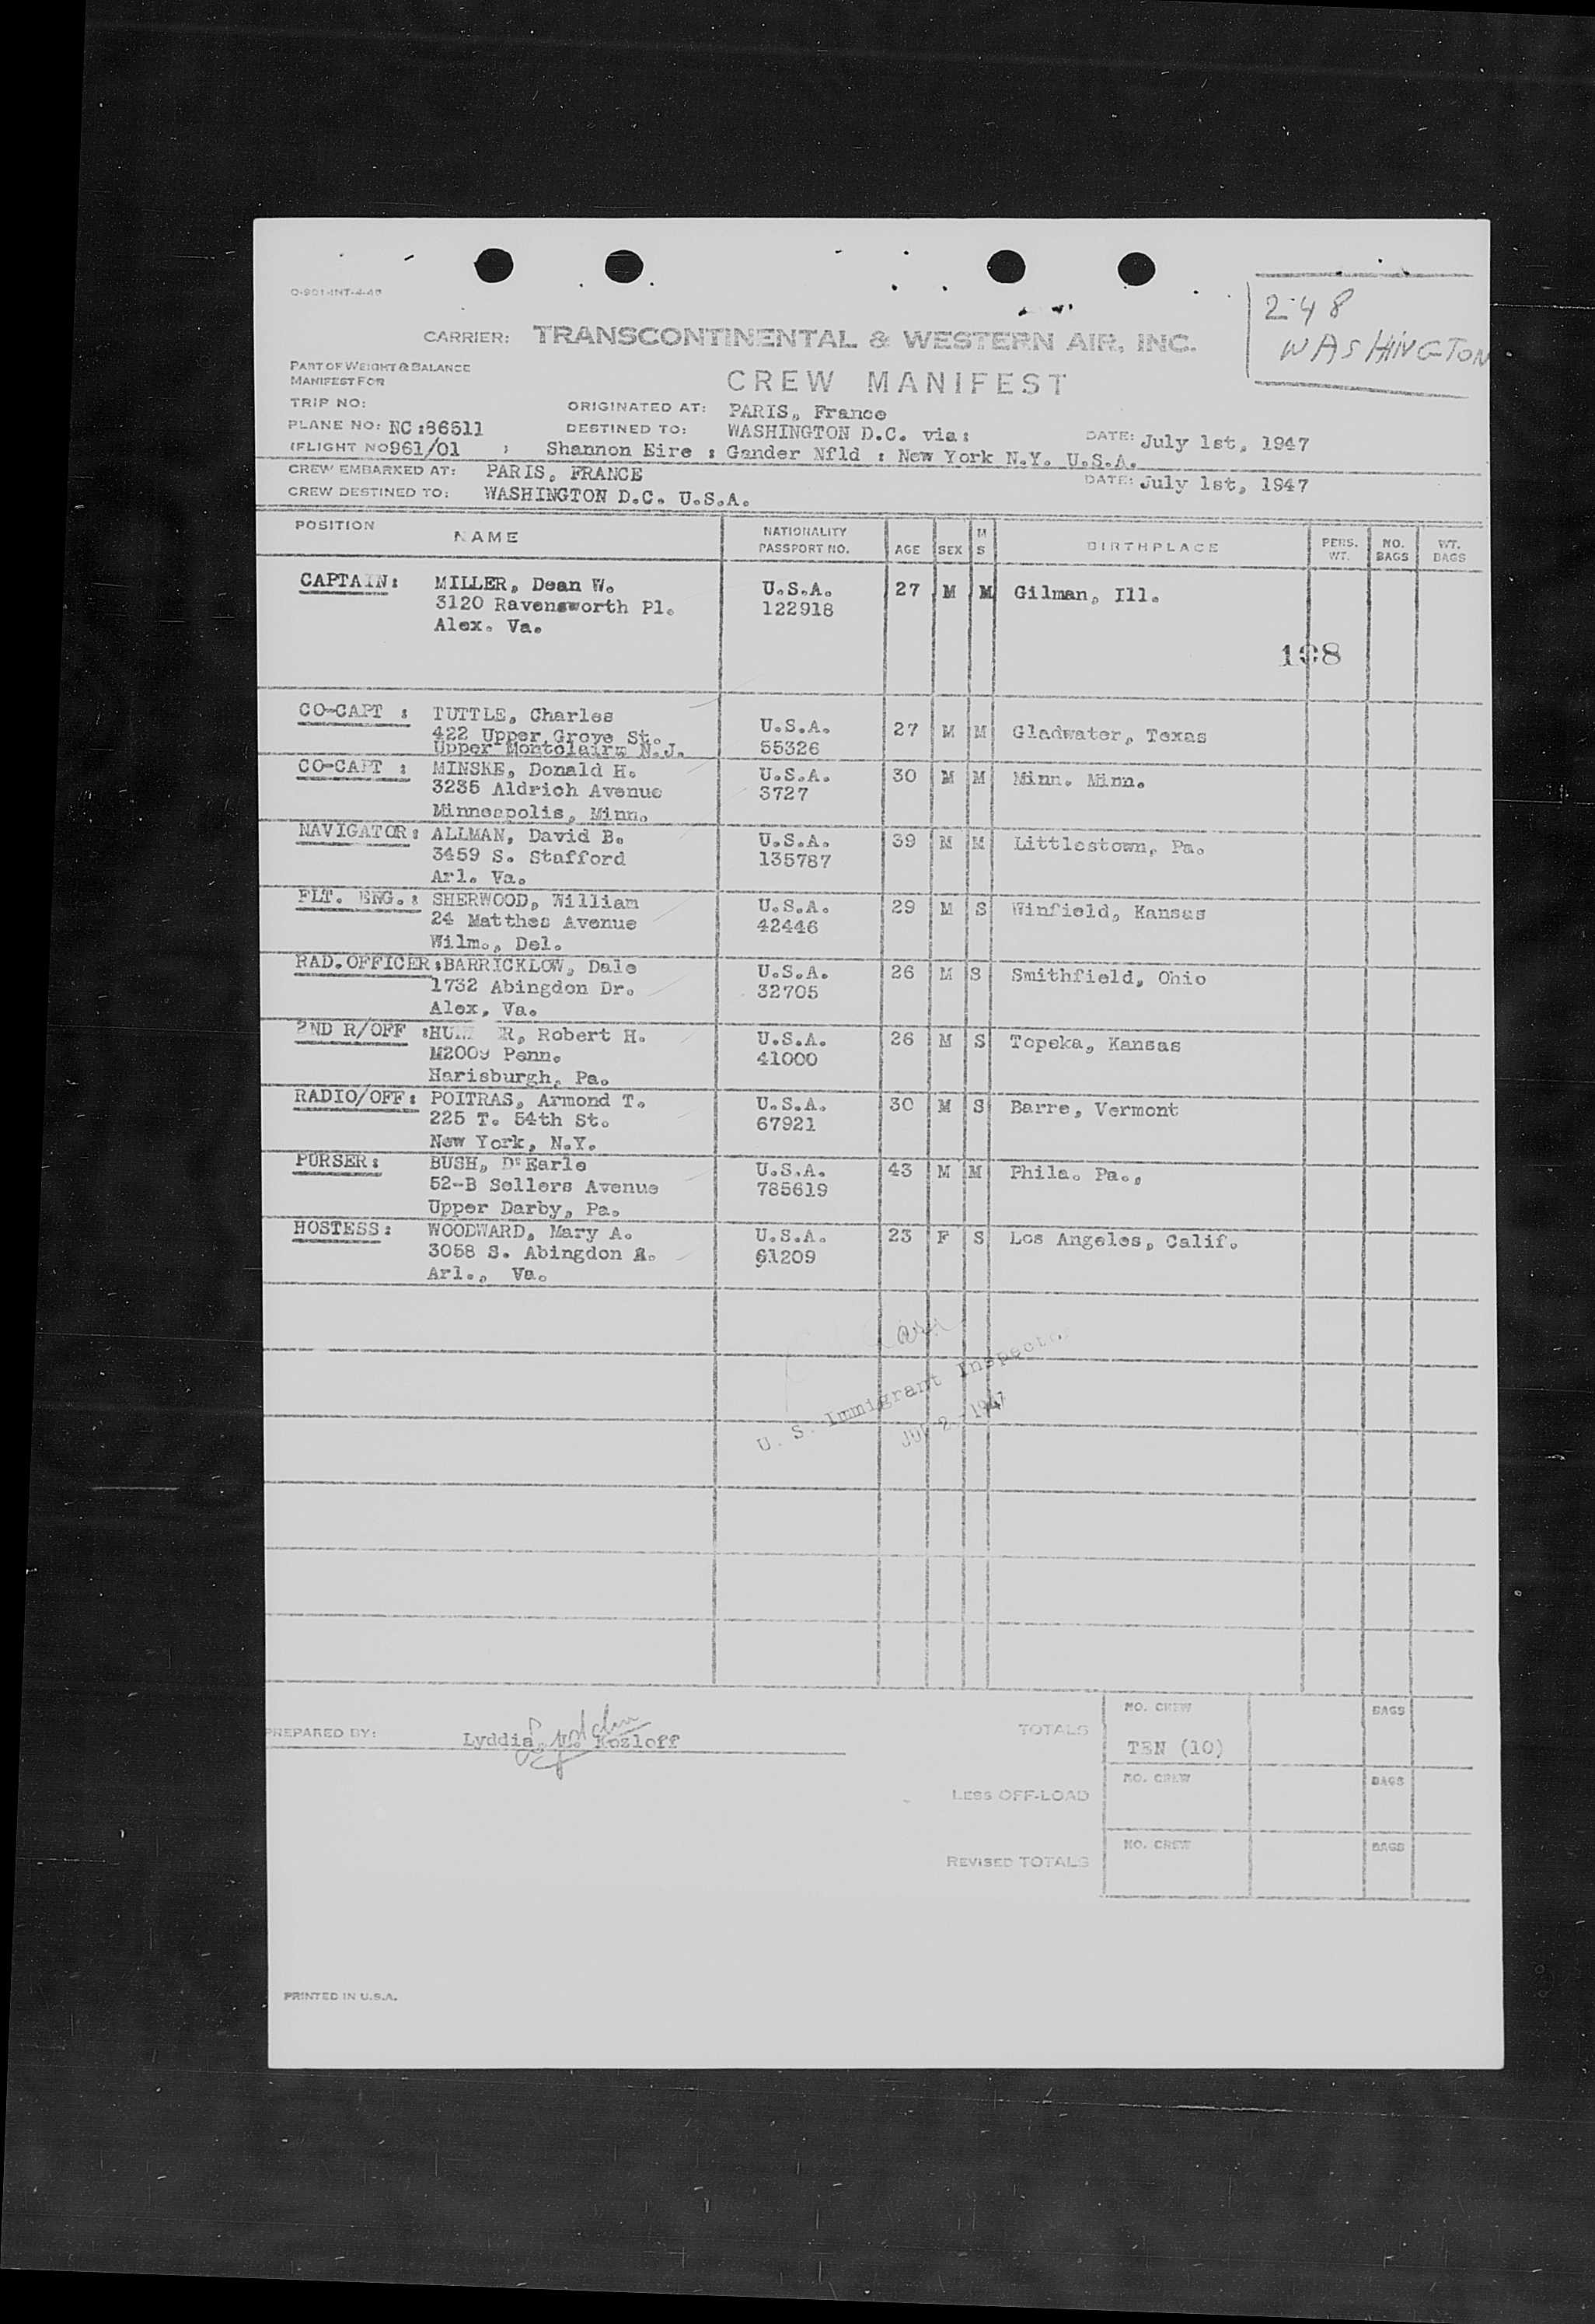 O-901-INT-4-46
248
WASHINGTON
CARRIER: TRANSCONTINENTAL & WESTERN AIR, INC.
PART OF WEIGHT & BALANCE
MANIFEST FOR
CREW MANIFEST
TRIP NO:
ORIGINATED AT: PARIS, France
PLANE NO: NC:86511 DESTINED TO: WASHINGTON D.C. via: DATE: July 1st, 1947
(FLIGHT NO 961/01 ) Shannon Eire : Gander Nfld : New York N.Y. U.S.A.
CREW EMBARKED AT: PARIS, FRANCE DATE: July 1st, 1947
CREW DESTINED TO: WASHINGTON D.C. U.S.A.
POSITION NAME NATIONALITY PASSPORT NO. AGE SEX M S BIRTHPLACE PERS. WT. NO. BAGS WT. BAGS
CAPTAIN: MILLER, Dean W. U.S.A. 27 M M Gilman, Ill.
3120 Ravensworth Pl. 122918
Alex. Va.
198
CO-CAPT : TUTTLE, Charles U.S.A. 27 M M Gladwater, Texas
422 Upper Grove St. 55326
Upper Montclair, N.J.
CO-CAPT : MINSKE, Donald H. U.S.A. 30 M M Minn. Minn.
3235 Aldrich Avenue 3727
Minneapolis, Minn.
NAVIGATOR: ALLMAN, David B. U.S.A. 39 M M Littlestown, Pa.
3459 S. Stafford 135787
Arl. Va.
FLT. ENG.: SHERWOOD, William U.S.A. 29 M S Winfield, Kansas
24 Matthes Avenue 42446
Wilm., Del.
RAD.OFFICER:BARRICKLOW, Dale U.S.A. 26 M S Smithfield, Ohio
1732 Abingdon Dr. 32705
Alex, Va.
2ND R/OFF : Robert H. U.S.A. 26 M S Topeka, Kansas
M2009 Penn. 41000
Harisburgh, Pa.
RADIO/OFF: POITRAS, Armond T. U.S.A. 30 M S Barre, Vermont
225 T. 54th St. 67921
New York, N.Y.
PURSER: BUSH, D'Earle U.S.A. 43 M M Phila. Pa.,
52-B Sellers Avenue 785619
Upper Darby, Pa.
HOSTESS: WOODWARD, Mary A. U.S.A. 23 F S Los Angeles, Calif.
3058 S. Abingdon 61209
Arl., Va.
U. S. Immigrant Inspector
JUL 2 - 1947
PREPARED BY: Lyddia Kozloff
TOTALS NO. CREW BAGS
TEN (10)
LESS OFF-LOAD NO. CREW BAGS
REVISED TOTALS NO. CREW BAGS
PRINTED IN U.S.A.